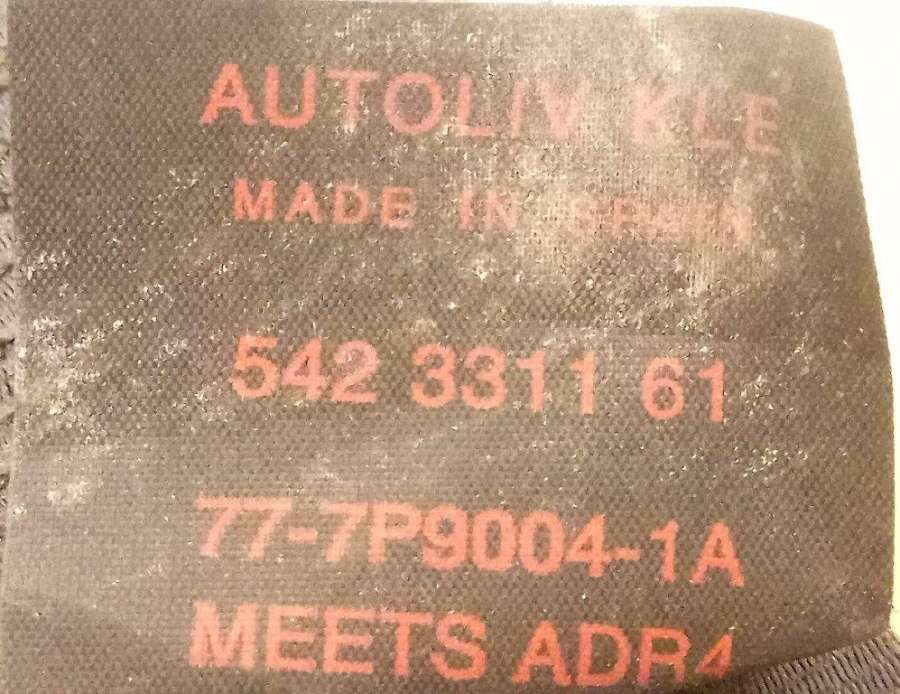 AUTOLIV KLE
MADE IN SPAIN
542 3311 61
77-7P9004-1A
MEETS ADR4